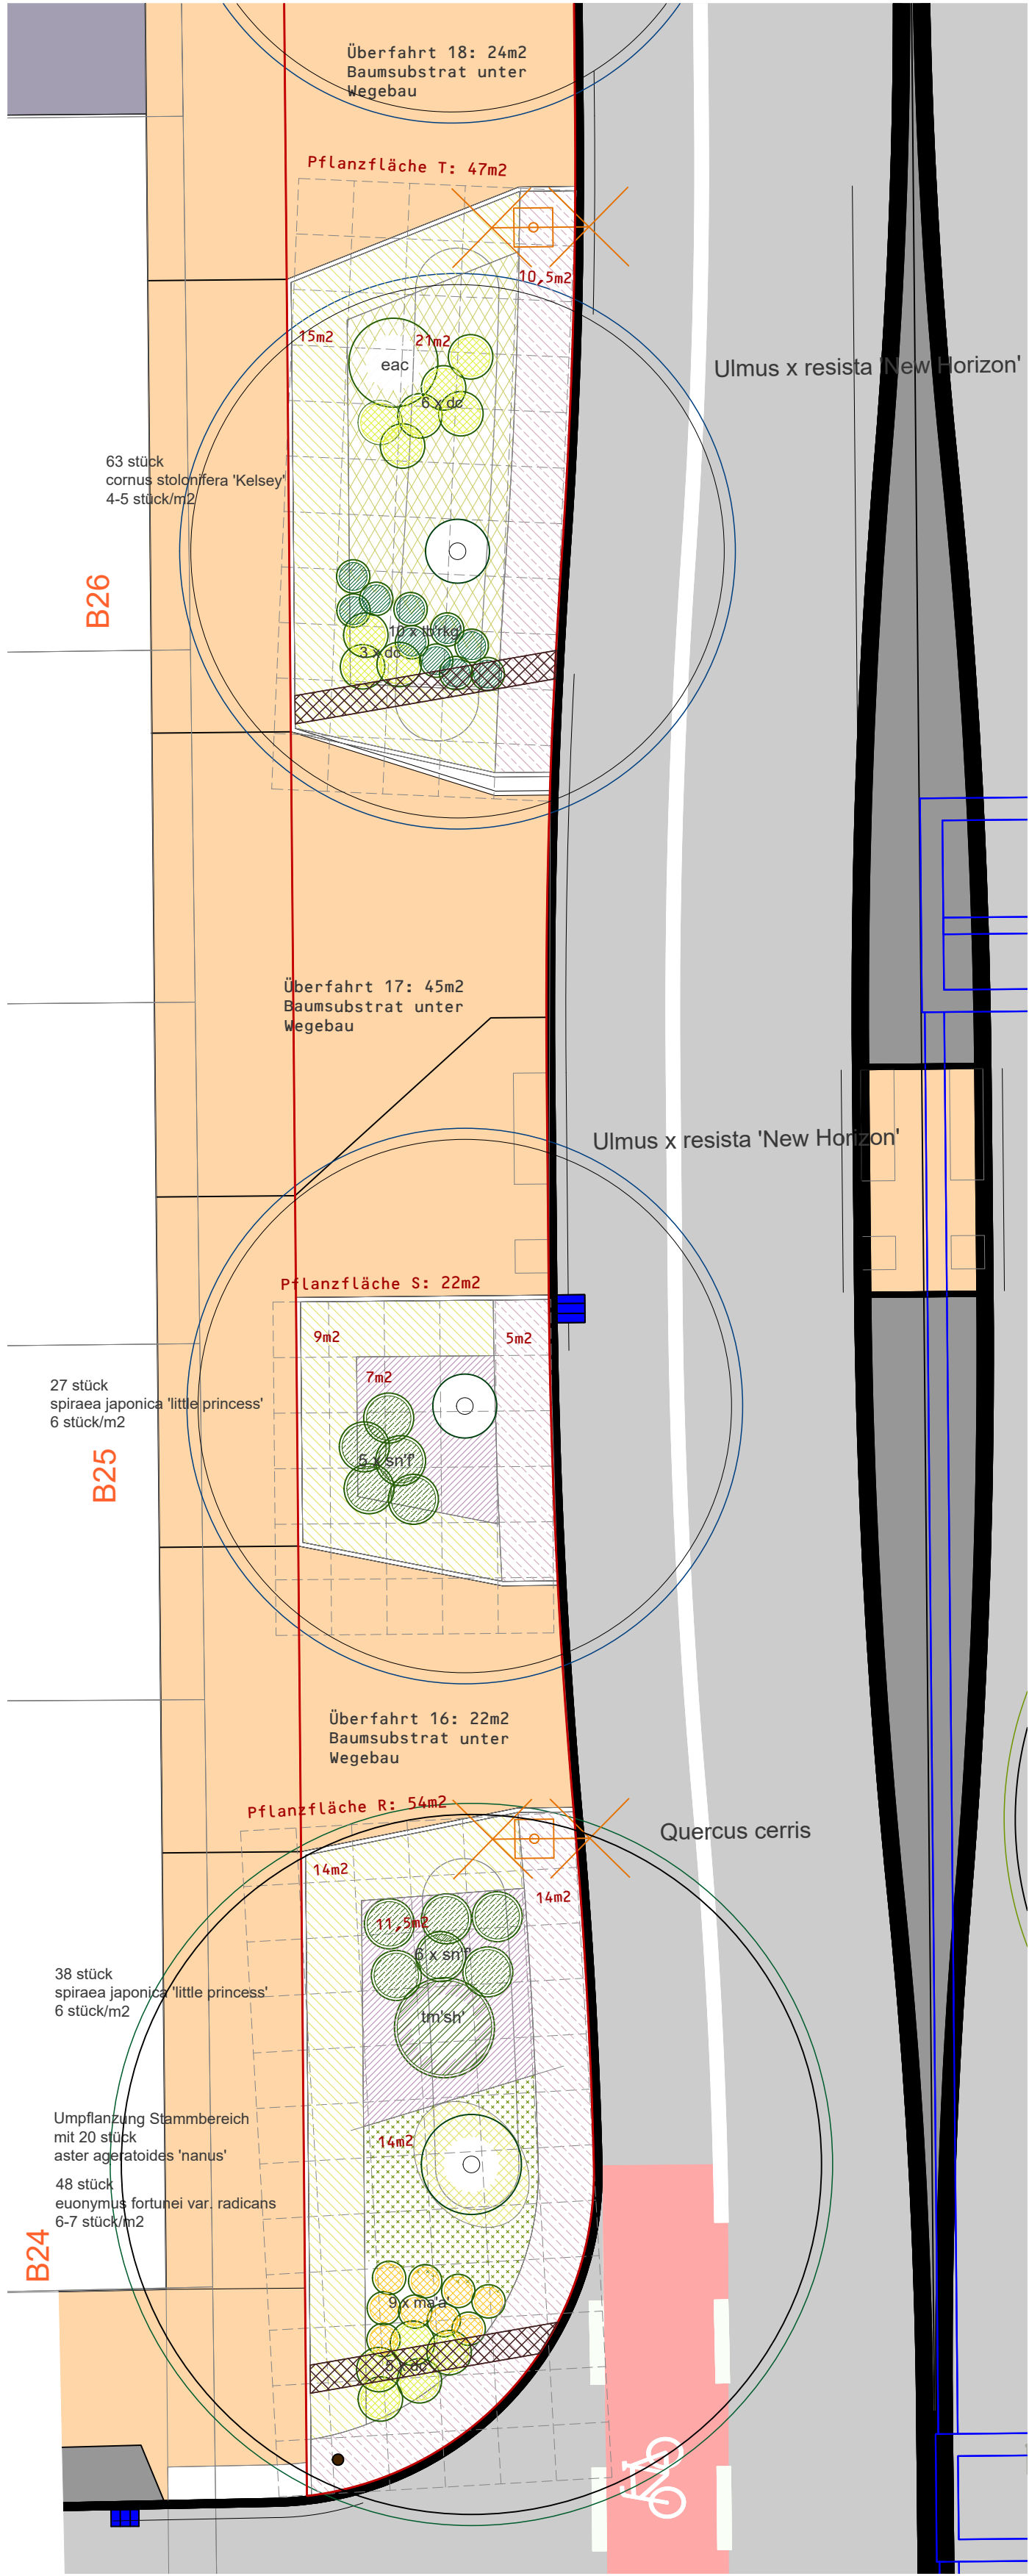 Überfahrt 18: 24m2
Baumsubstrat unter
Wegebau
Pflanzfläche T: 47m2
10,5m2
15m2
21m2
eac
6 x dc
Ulmus x resista 'New Horizon'
63 stück
cornus stolonifera 'Kelsey'
4-5 stück/m2
B26
10 x tb'rkg'
3 x dc
Überfahrt 17: 45m2
Baumsubstrat unter
Wegebau
Ulmus x resista 'New Horizon'
Pflanzfläche S: 22m2
9m2
5m2
7m2
27 stück
spiraea japonica 'little princess'
6 stück/m2
B25
5 x sn'f'
Überfahrt 16: 22m2
Baumsubstrat unter
Wegebau
Pflanzfläche R: 54m2
Quercus cerris
14m2
14m2
11,5m2
6 x sn'f'
38 stück
spiraea japonica 'little princess'
6 stück/m2
tm'sh'
Umpflanzung Stammbereich
mit 20 stück
aster ageratoides 'nanus'
14m2
48 stück
euonymus fortunei var. radicans
6-7 stück/m2
B24
9 x ma'a'